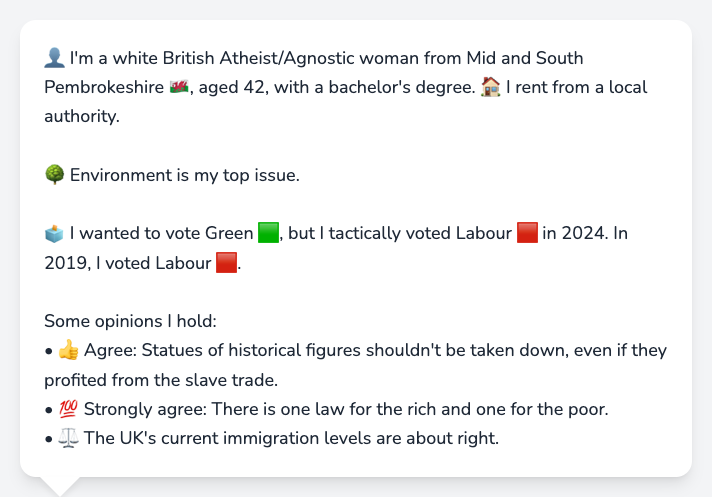 👤 I'm a white British Atheist/Agnostic woman from Mid and South
Pembrokeshire 🏴󠁧󠁢󠁷󠁬󠁳󠁿, aged 42, with a bachelor's degree. 🏠 I rent from a local
authority.
🌳 Environment is my top issue.
🗳️ I wanted to vote Green 🟩, but I tactically voted Labour 🟥 in 2024. In
2019, I voted Labour 🟥.
Some opinions I hold:
• 👍 Agree: Statues of historical figures shouldn't be taken down, even if they
profited from the slave trade.
• 💯 Strongly agree: There is one law for the rich and one for the poor.
• ⚖️ The UK's current immigration levels are about right.